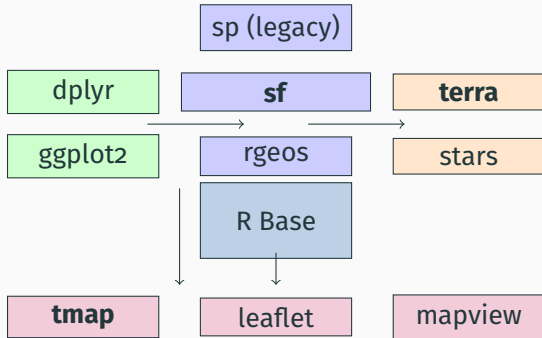 sp (legacy)
dplyr
sf
terra
ggplot2
rgeos
stars
R Base
tmap
leaflet
mapview